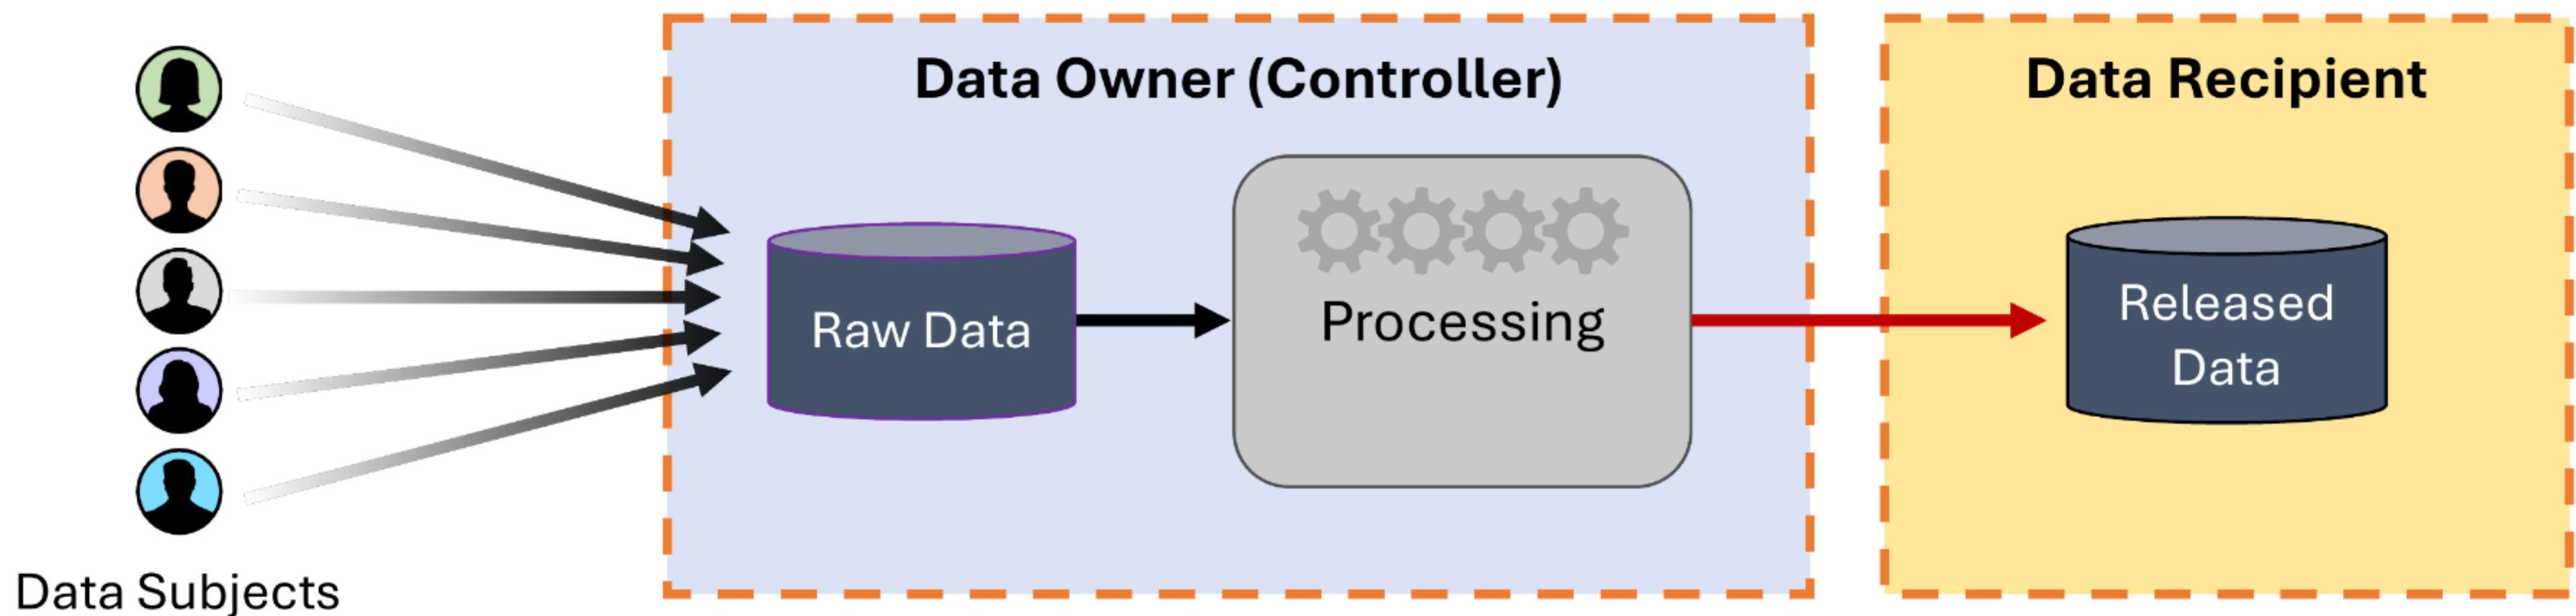 Data Subjects
Data Owner (Controller)
Raw Data
Processing
Data Recipient
Released
Data